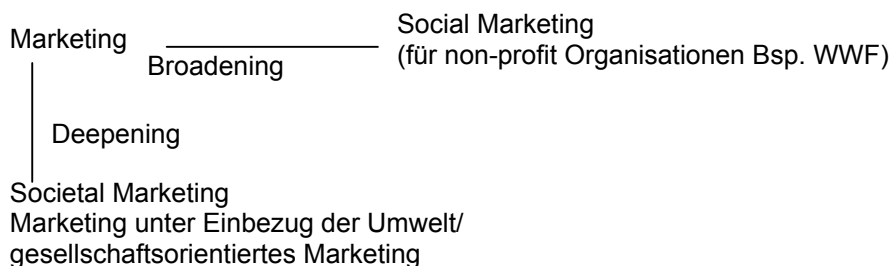 Marketing
Social Marketing
(für non-profit Organisationen Bsp. WWF)
Broadening
Deepening
Societal Marketing
Marketing unter Einbezug der Umwelt/
gesellschaftsorientiertes Marketing